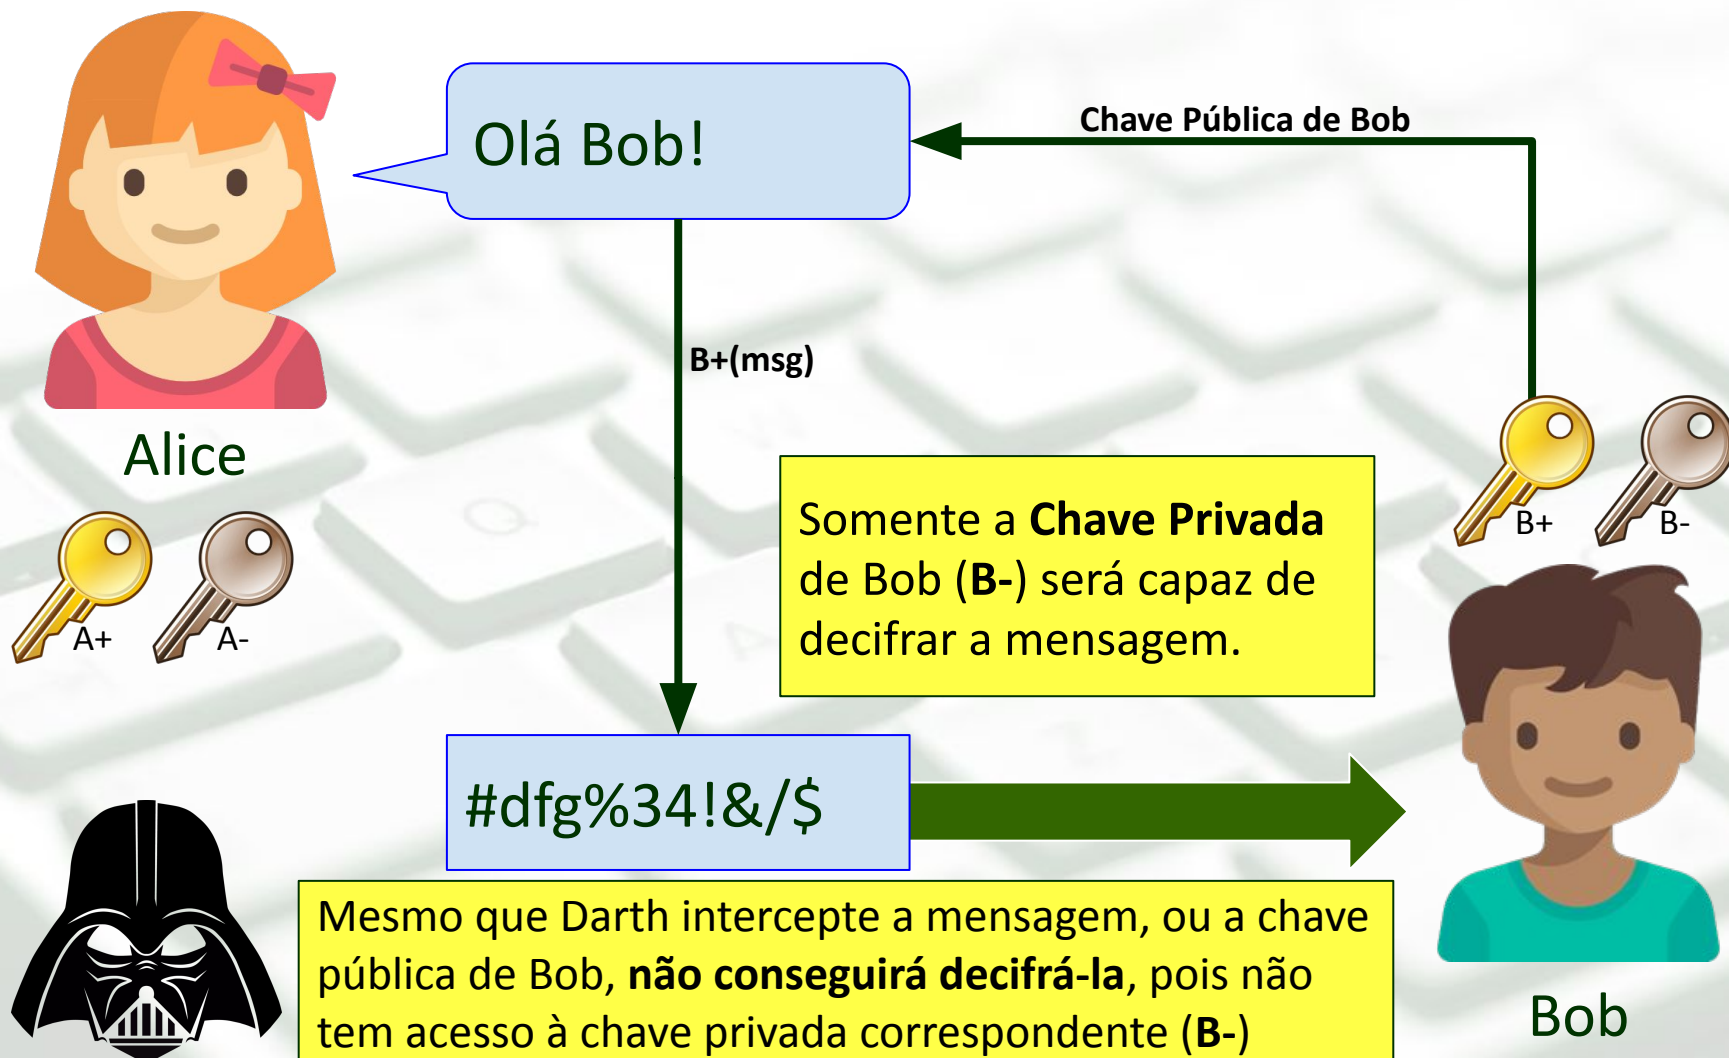 Olá Bob!
Chave Pública de Bob
B+(msg)
Alice
A+
A-
B+
B-
Somente a Chave Privada
de Bob (B-) será capaz de
decifrar a mensagem.
#dfg%34!&/$
Mesmo que Darth intercepte a mensagem, ou a chave
pública de Bob, não conseguirá decifrá-la, pois não
tem acesso à chave privada correspondente (B-)
Bob